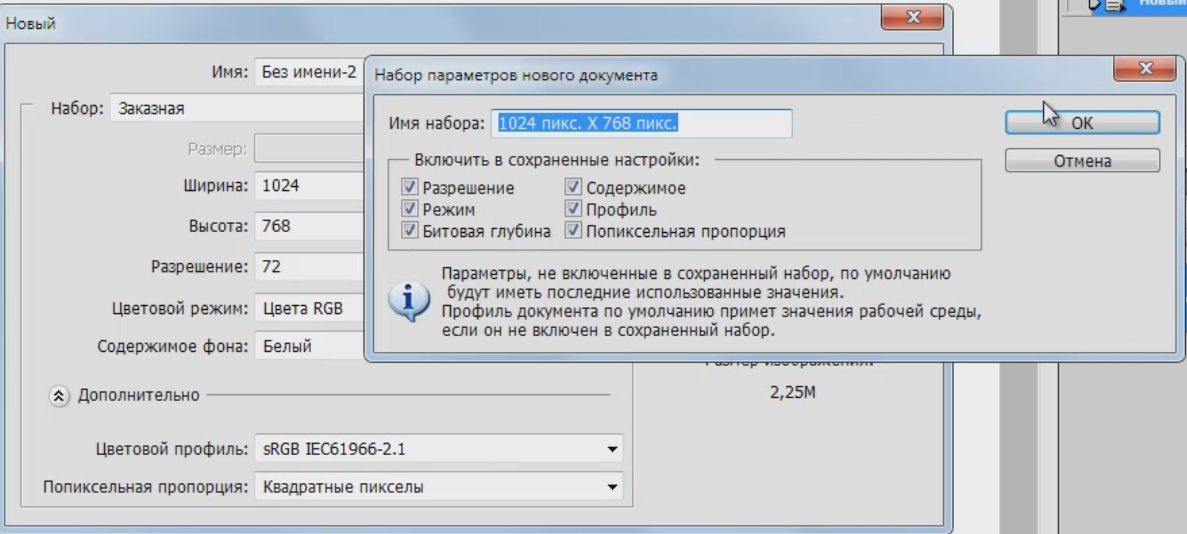 Новый
Новый
Имя: Без имени-2
Набор: Заказная
Размер:
Ширина: 1024
Высота: 768
Разрешение: 72
Цветовой режим: Цвета RGB
Содержимое фона: Белый
Дополнительно
Цветовой профиль: sRGB IEC61966-2.1
Попиксельная пропорция: Квадратные пикселы
Размер изображения:
2,25M
Набор параметров нового документа
Имя набора: 1024 пикс. X 768 пикс.
OK
Отмена
Включить в сохраненные настройки:
Разрешение Содержимое
Режим Профиль
Битовая глубина Попиксельная пропорция
Параметры, не включенные в сохраненный набор, по умолчанию
будут иметь последние использованные значения.
Профиль документа по умолчанию примет значения рабочей среды,
если он не включен в сохраненный набор.